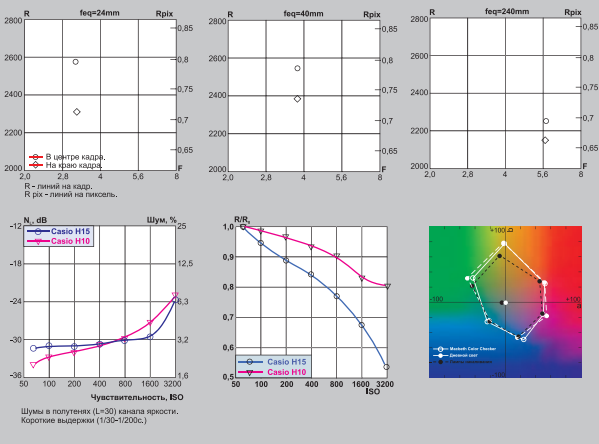 R feq=24mm Rpix
2800
2600
2400
2200
2000
0,85
0,8
0,75
0,7
0,65
F
В центре кадра.
На краю кадра.
2,0 2,8 4 5,6 8
R - линий на кадр.
R pix - линий на пиксель.
R feq=40mm Rpix
2800
2600
2400
2200
2000
0,85
0,8
0,75
0,7
0,65
F
2,0 2,8 4 5,6 8
R feq=240mm Rpix
2800
2600
2400
2200
2000
0,85
0,8
0,75
0,7
0,65
F
2,0 2,8 4 5,6 8
N, dB Шум, %
Casio H15
Casio H10
-12
-18
-24
-30
-36
25
8,3
3,2
1,6
50 100 200 400 800 1600 3200
Чувствительность, ISO
Шумы в полутенях (L=30) канала яркости.
Короткие выдержки (1/30-1/200с.)
R/R
1,0
0,9
0,8
0,7
0,6
0,5
Casio H15
Casio H10
50 100 200 400 800 1600 3200
ISO
+100
b
-100 +100
a
Macbeth Color Checker
Дневной свет
-100